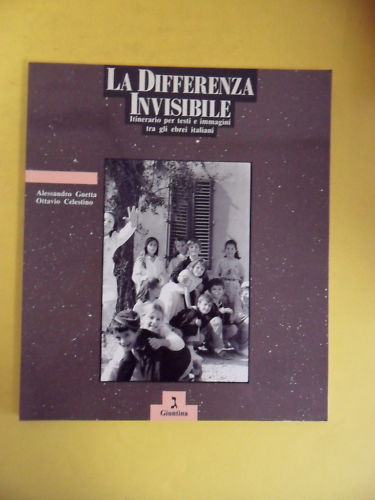 LA DIFFERENZA
INVISIBILE
Itinerario per testi e immagini
tra gli ebrei italiani
Alessandro Guetta
Ottavio Celestino
ג
Giuntina